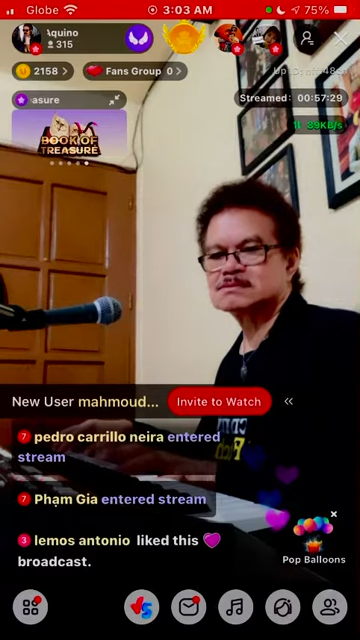 Globe 3:03 AM 75%
Aquino
315
2158 Fans Group 0
easure Streamed: 00:57:29
BOOK OF
TREASURE
New User mahmoud... Invite to Watch
7 pedro carrillo neira entered
stream
7 Phạm Gia entered stream
3 lemos antonio liked this
broadcast.
Pop Balloons
VS